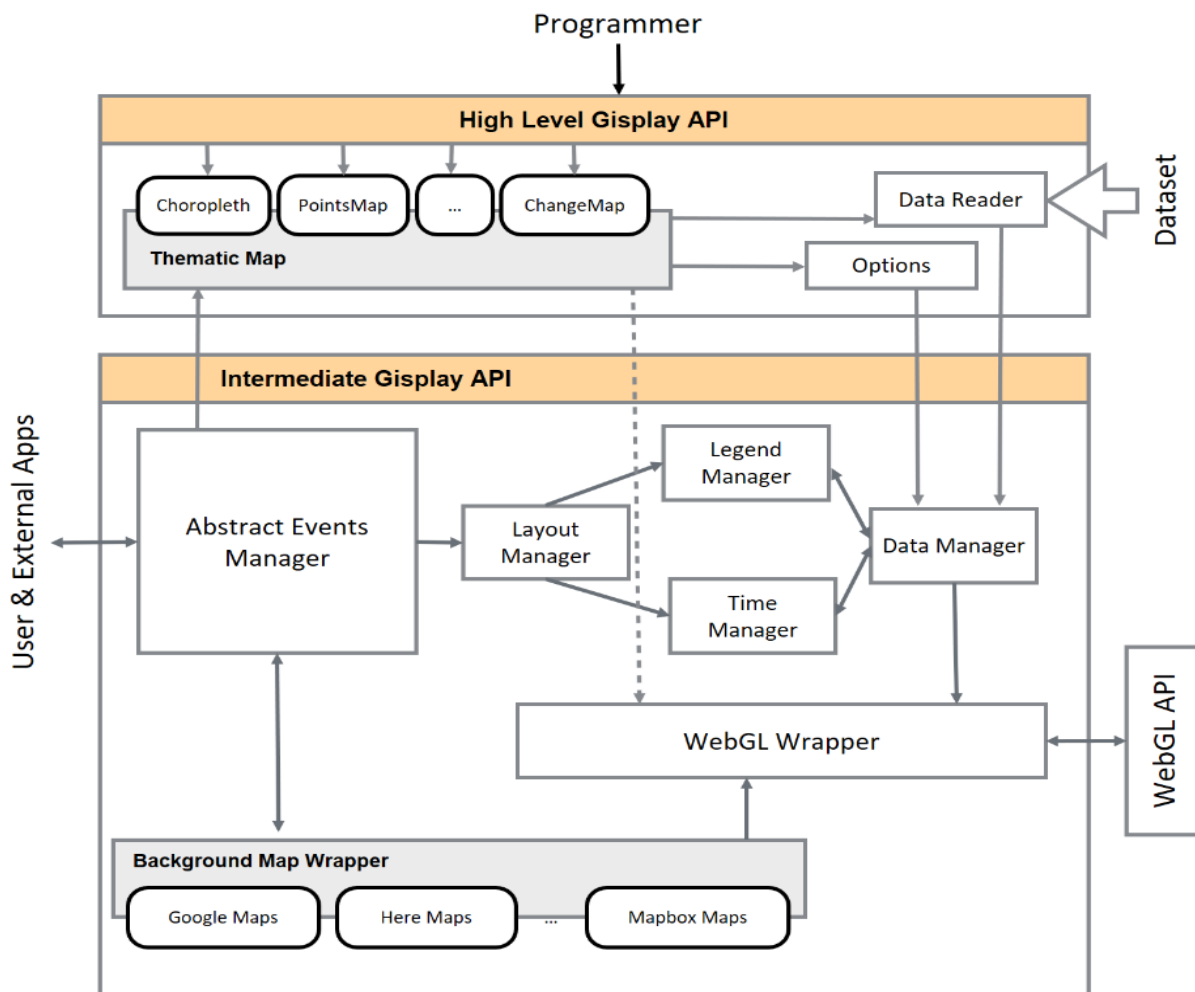 Programmer
High Level Gisplay API
Choropleth
PointsMap
...
ChangeMap
Thematic Map
Data Reader
Options
Dataset
Intermediate Gisplay API
User & External Apps
Abstract Events
Manager
Layout
Manager
Legend
Manager
Time
Manager
Data Manager
WebGL Wrapper
WebGL API
Background Map Wrapper
Google Maps
Here Maps
...
Mapbox Maps